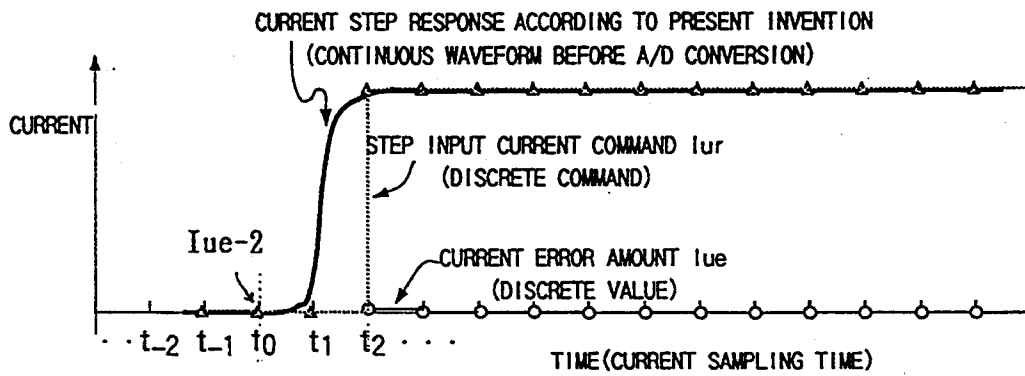 CURRENT STEP RESPONSE ACCORDING TO PRESENT INVENTION
(CONTINUOUS WAVEFORM BEFORE A/D CONVERSION)
CURRENT
STEP INPUT CURRENT COMMAND Iur
(DISCRETE COMMAND)
Iue-2
CURRENT ERROR AMOUNT Iue
(DISCRETE VALUE)
· · t-2 t-1 t0 t1 t2 · · · ·
TIME(CURRENT SAMPLING TIME)